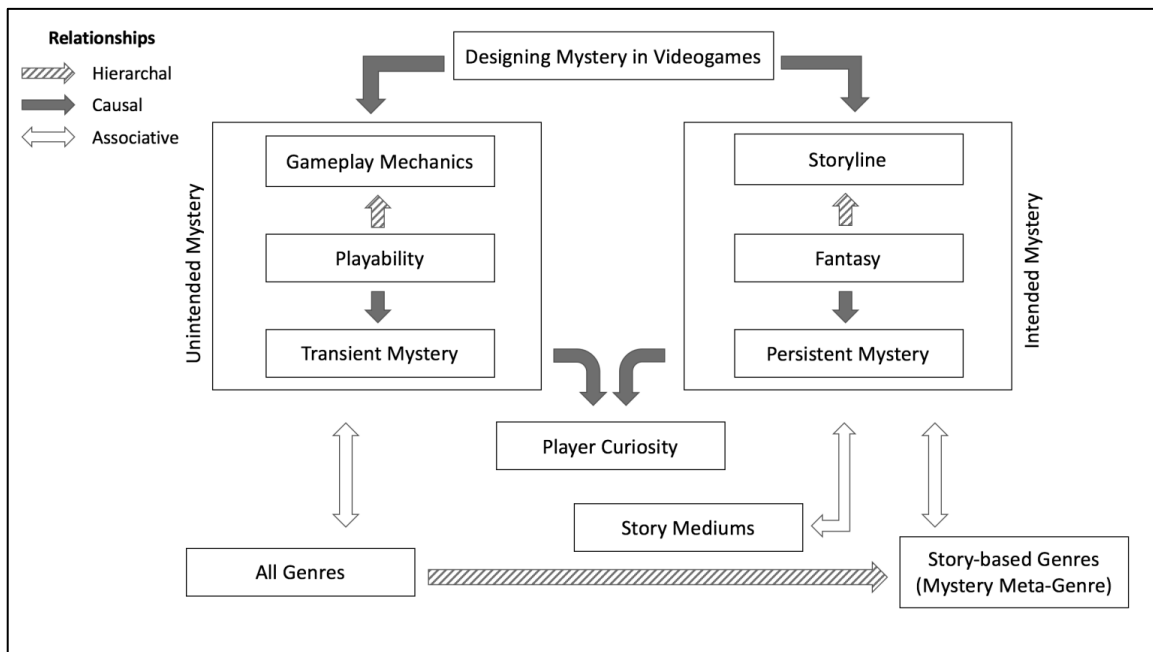 Relationships
Hierarchal
Causal
Associative
Designing Mystery in Videogames
Unintended Mystery
Gameplay Mechanics
Playability
Transient Mystery
Storyline
Fantasy
Persistent Mystery
Intended Mystery
Player Curiosity
Story Mediums
All Genres
Story-based Genres
(Mystery Meta-Genre)